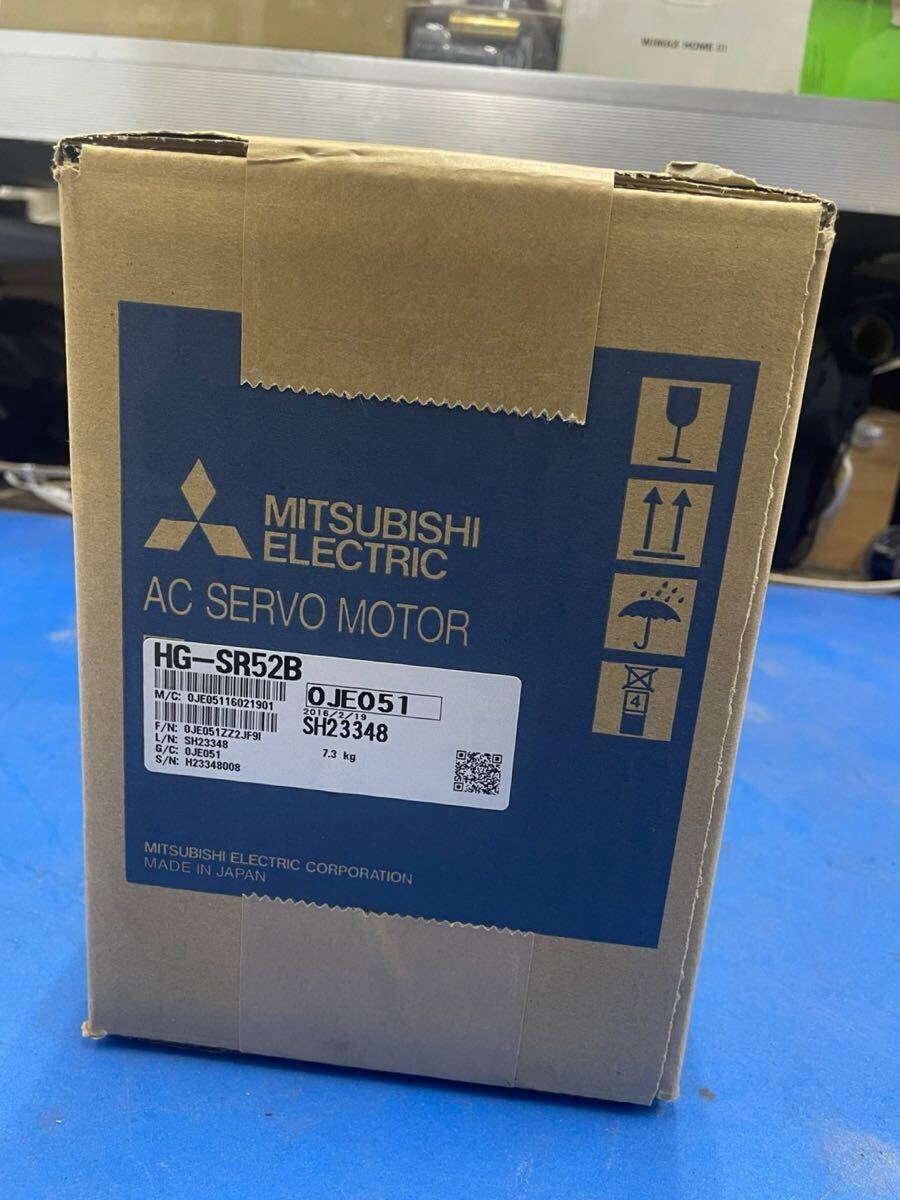 MITSUBISHI
ELECTRIC
AC SERVO MOTOR
HG-SR52B
M/C: 0JE05116021901
0JE051
2016/2/19
SH23348
F/N: 0JE051ZZ2JF9I
L/N: SH23348
G/C: 0JE051
S/N: H23348008
7.3 kg
4
MITSUBISHI ELECTRIC CORPORATION
MADE IN JAPAN